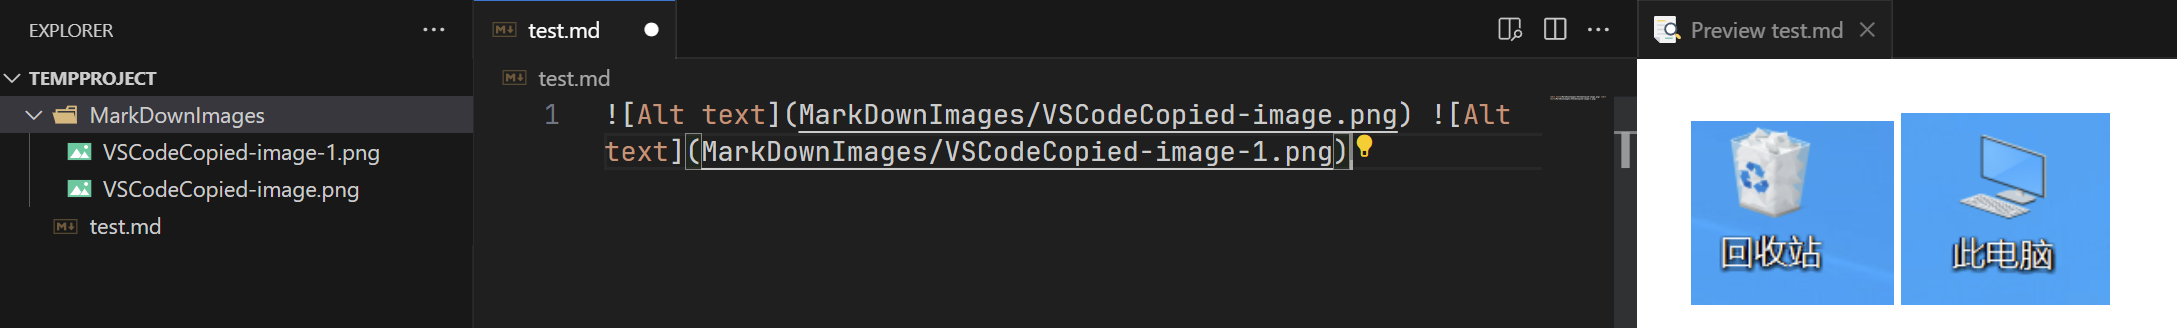 EXPLORER
TEMPPROJECT
MarkDownImages
VSCodeCopied-image-1.png
VSCodeCopied-image.png
test.md
test.md
test.md
1 ![Alt text](MarkDownImages/VSCodeCopied-image.png) ![Alt
text](MarkDownImages/VSCodeCopied-image-1.png)
Preview test.md
回收站
此电脑